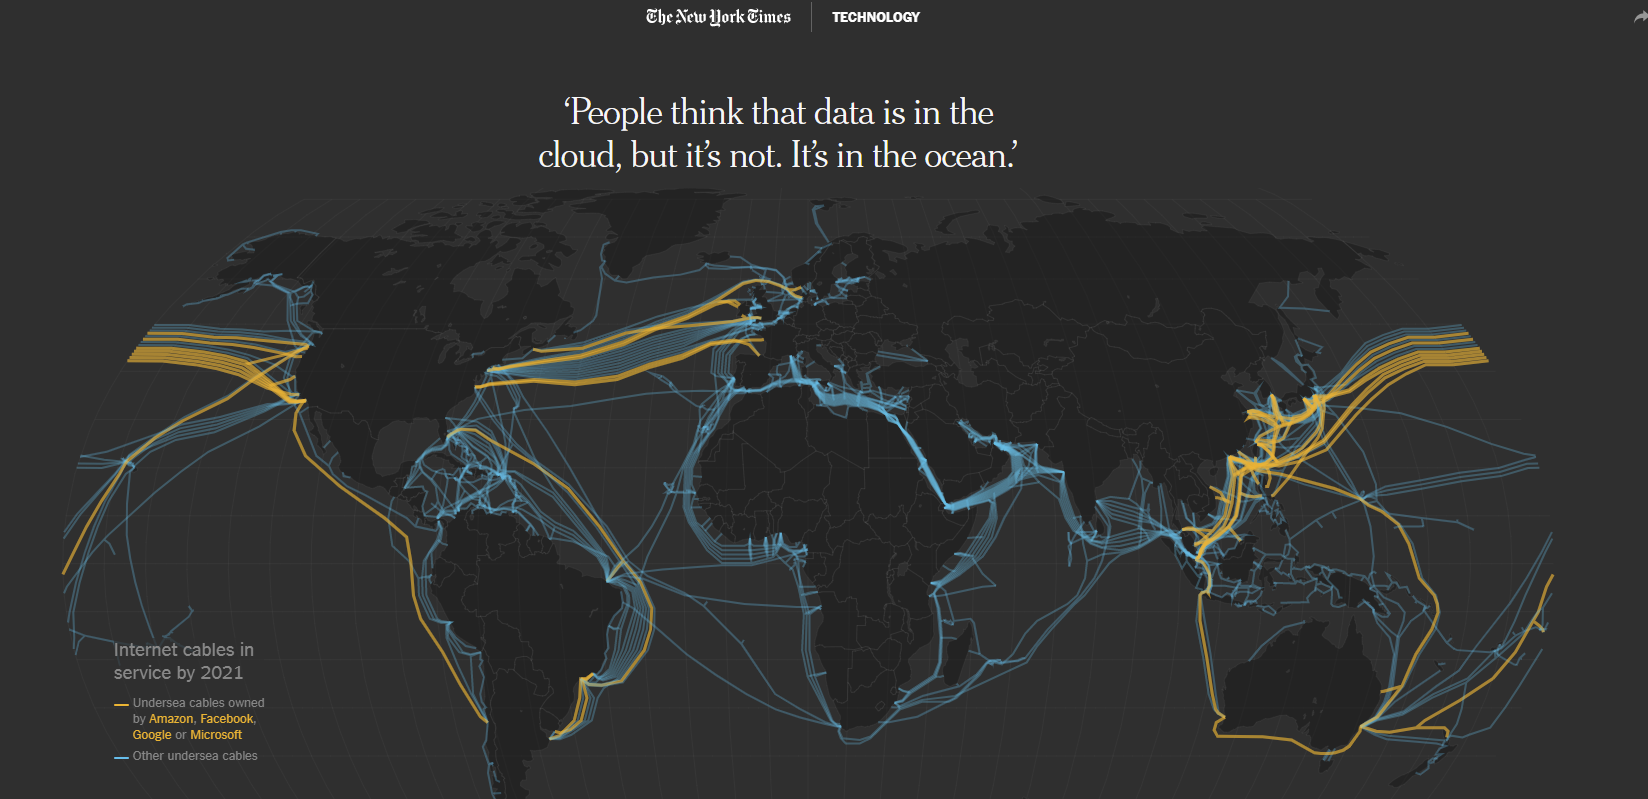 The New York Times
TECHNOLOGY
‘People think that data is in the
cloud, but it’s not. It’s in the ocean.’
Internet cables in
service by 2021
Undersea cables owned
by Amazon, Facebook,
Google or Microsoft
Other undersea cables